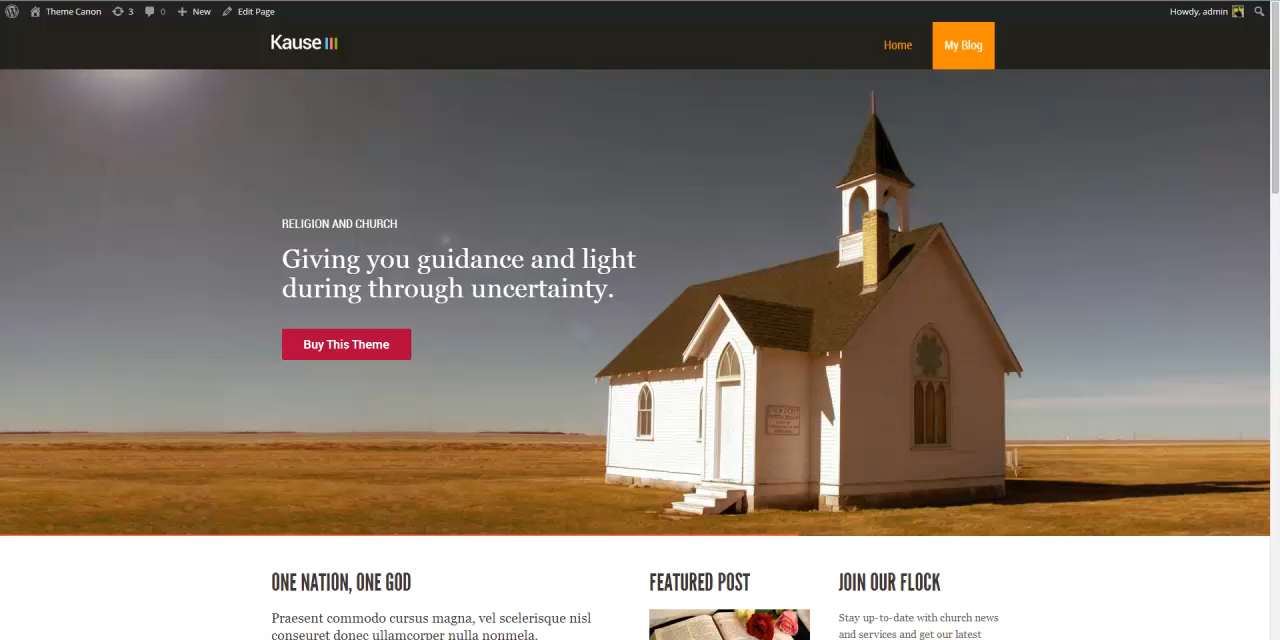 Theme Canon 3 0 New Edit Page Howdy, admin
Kause
Home My Blog
RELIGION AND CHURCH
Giving you guidance and light
during through uncertainty.
Buy This Theme
ONE NATION, ONE GOD
Praesent commodo cursus magna, vel scelerisque nisl
conseuret donec ullamcorper nulla nonmela.
FEATURED POST
JOIN OUR FLOCK
Stay up-to-date with church news
and services and get our latest